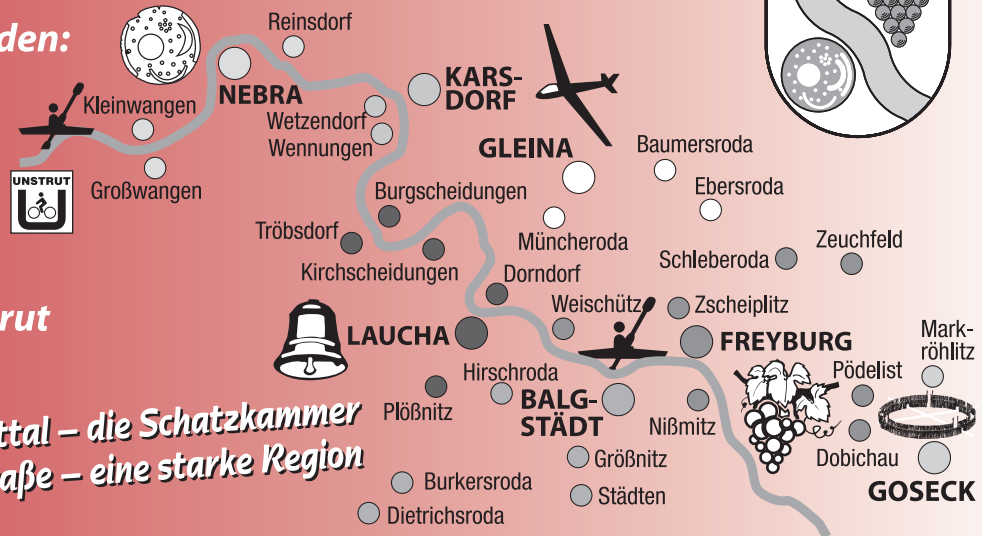 den:
Reinsdorf
NEBRA
Kleinwangen
KARS-
DORF
Wetzendorf
Wennungen
GLEINA
Baumersroda
UNSTRUT
Großwangen
Burgscheidungen
Ebersroda
Tröbsdorf
Müncheroda
Zeuchfeld
Kirchscheidungen
Schleberoda
Dorndorf
Weischütz
Zscheiplitz
rut
LAUCHA
FREYBURG
Mark-
röhlitz
Hirschroda
Pödelist
Plößnitz
BALG-
STÄDT
Nißmitz
ttal – die Schatzkammer
aße – eine starke Region
Größnitz
Dobichau
Burkersroda
Städten
GOSECK
Dietrichsroda